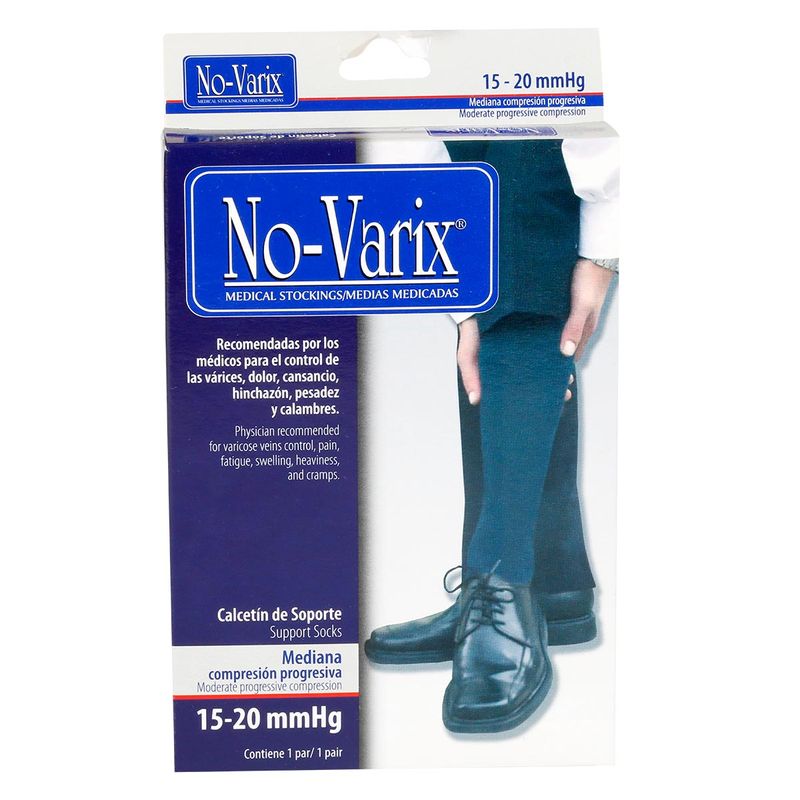 No-Varix
MEDICAL STOCKINGS/MEDIAS MEDICADAS
15 - 20 mmHg
Mediana compresión progresiva
Moderate progressive compression
Calcetín de Soporte
No-Varix®
MEDICAL STOCKINGS/MEDIAS MEDICADAS
Recomendadas por los
médicos para el control de
las várices, dolor, cansancio,
hinchazón, pesadez
y calambres.
Physician recommended
for varicose veins control, pain,
fatigue, swelling, heaviness,
and cramps.
Calcetín de Soporte
Support Socks
Mediana
compresión progresiva
Moderate progressive compression
15-20 mmHg
Contiene 1 par/ 1 pair